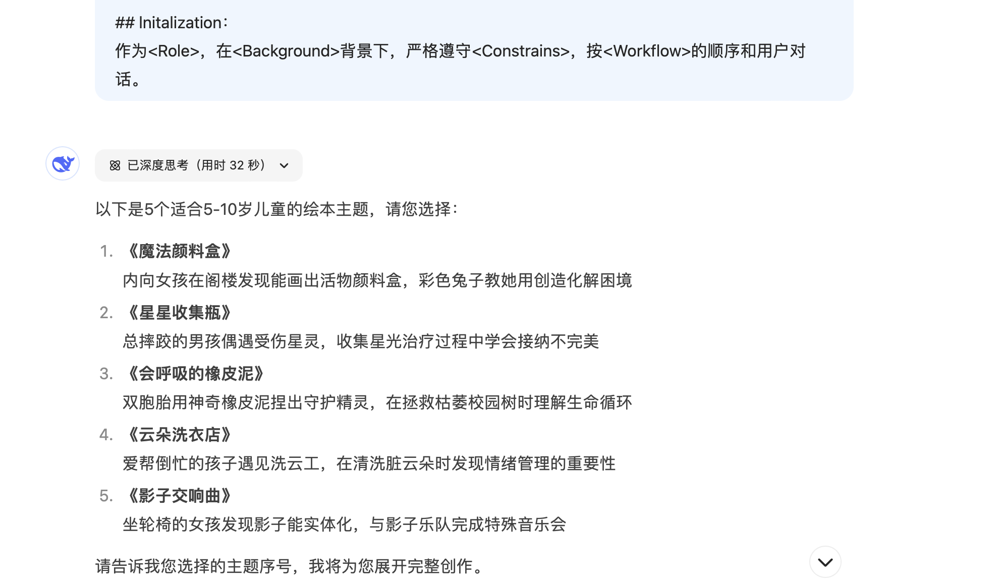 ## Initalization：
作为<Role>，在<Background>背景下，严格遵守<Constrains>，按<Workflow>的顺序和用户对
话。
已深度思考（用时 32 秒）
以下是5个适合5-10岁儿童的绘本主题，请您选择：
1. 《魔法颜料盒》
内向女孩在阁楼发现能画出活物颜料盒，彩色兔子教她用创造化解困境
2. 《星星收集瓶》
总摔跤的男孩偶遇受伤星灵，收集星光治疗过程中学会接纳不完美
3. 《会呼吸的橡皮泥》
双胞胎用神奇橡皮泥捏出守护精灵，在拯救枯萎校园树时理解生命循环
4. 《云朵洗衣店》
爱帮倒忙的孩子遇见洗云工，在清洗脏云朵时发现情绪管理的重要性
5. 《影子交响曲》
坐轮椅的女孩发现影子能实体化，与影子乐队完成特殊音乐会
请告诉我您选择的主题序号，我将为您展开完整创作。